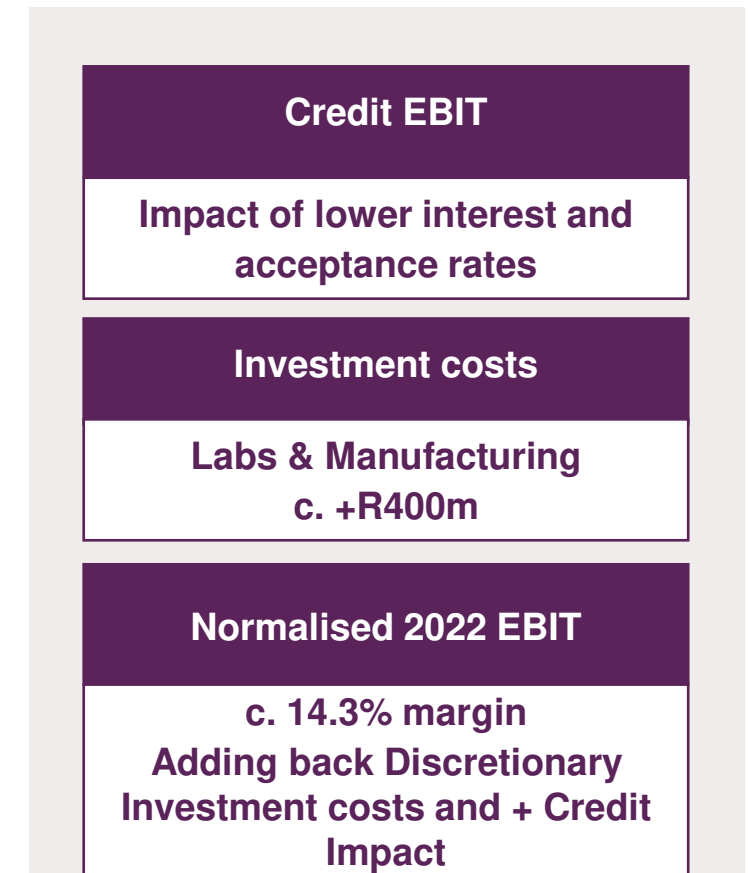 Credit EBIT
Impact of lower interest and
acceptance rates
Investment costs
Labs & Manufacturing
c. +R400m
Normalised 2022 EBIT
c. 14.3% margin
Adding back Discretionary
Investment costs and + Credit
Impact